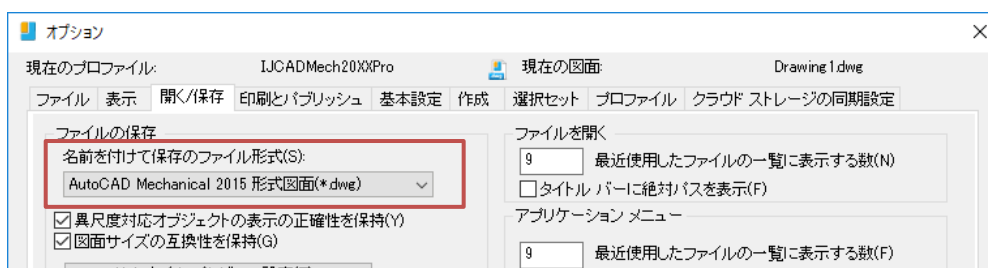 オプション
現在のプロファイル: IJCADMech20XXPro 現在の図面: Drawing1.dwg
ファイル 表示 開く/保存 印刷とパブリッシュ 基本設定 作成 選択セット プロファイル クラウド ストレージの同期設定
ファイルの保存
名前を付けて保存のファイル形式(S):
AutoCAD Mechanical 2015 形式図面(*.dwg)
異尺度対応オブジェクトの表示の正確性を保持(Y)
図面サイズの互換性を保持(G)
ファイルを開く
9 最近使用したファイルの一覧に表示する数(N)
タイトル バーに絶対パスを表示(F)
アプリケーション メニュー
9 最近使用したファイルの一覧に表示する数(F)